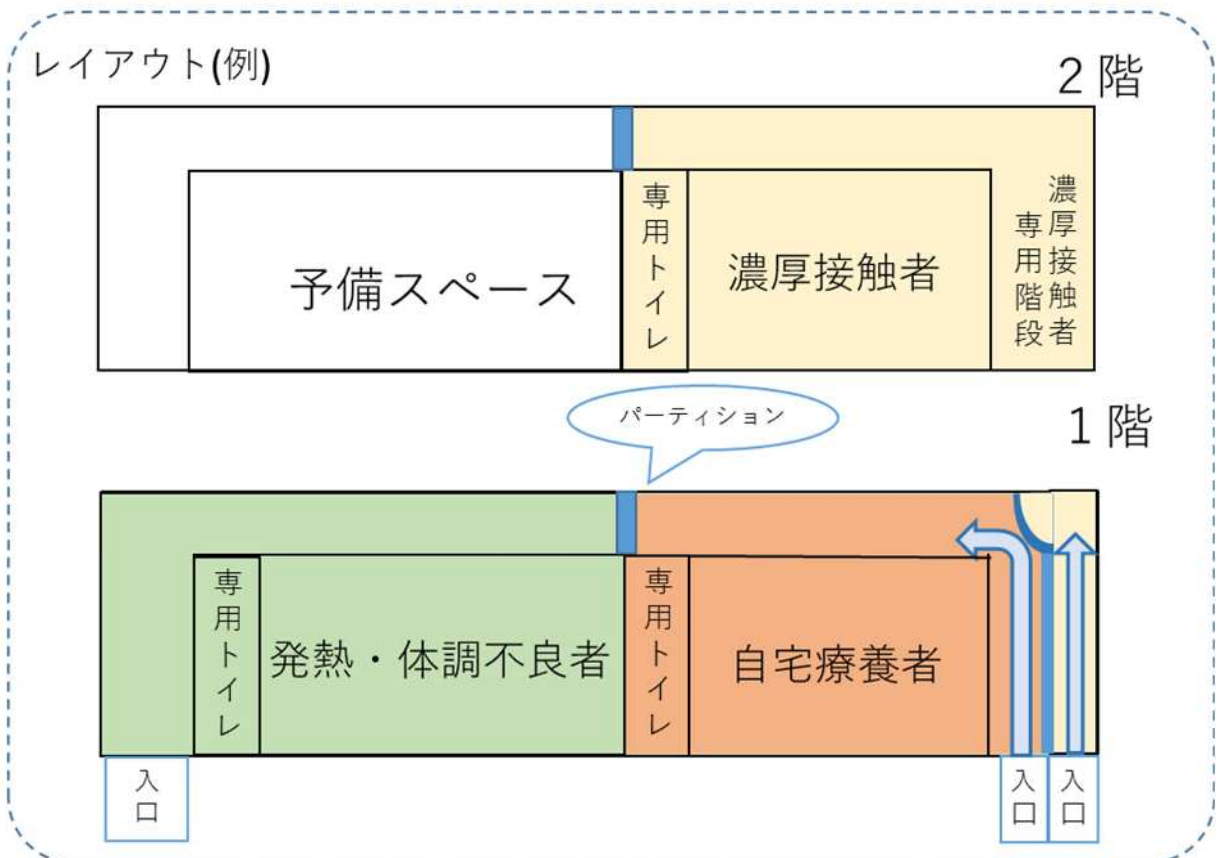 レイアウト(例)
2階
予備スペース
専用トイレ
濃厚接触者
濃厚接触者
専用階段
パーティション
1階
専用トイレ
発熱・体調不良者
専用トイレ
自宅療養者
入口
入口
入口